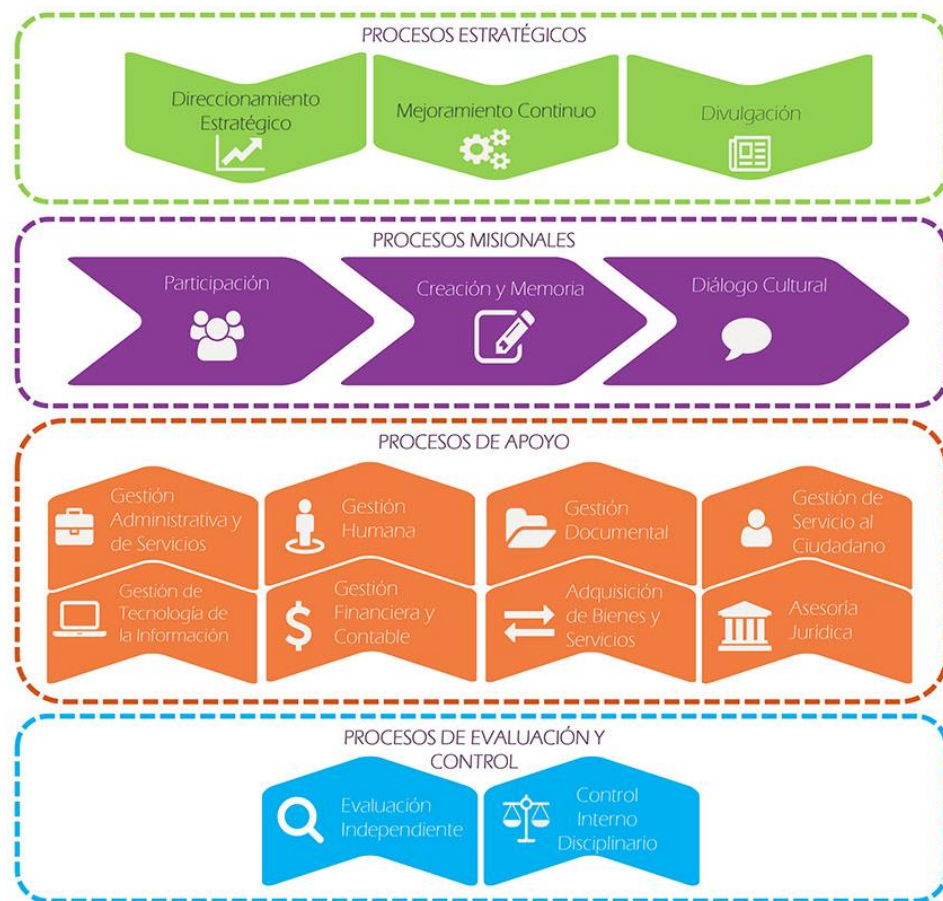 PROCESOS ESTRATÉGICOS
Direccionamiento
Estratégico
Mejoramiento Continuo
Divulgación
PROCESOS MISIONALES
Participación
Creación y Memoria
Diálogo Cultural
PROCESOS DE APOYO
Gestión
Administrativa y
de Servicios
Gestión
Humana
Gestión
Documental
Gestión de
Servicio al
Ciudadano
Gestión de
Tecnología de
la Información
Gestión
Financiera y
Contable
Adquisición
de Bienes y
Servicios
Asesoría
Jurídica
PROCESOS DE EVALUACIÓN Y
CONTROL
Evaluación
Independiente
Control
Interno
Disciplinario